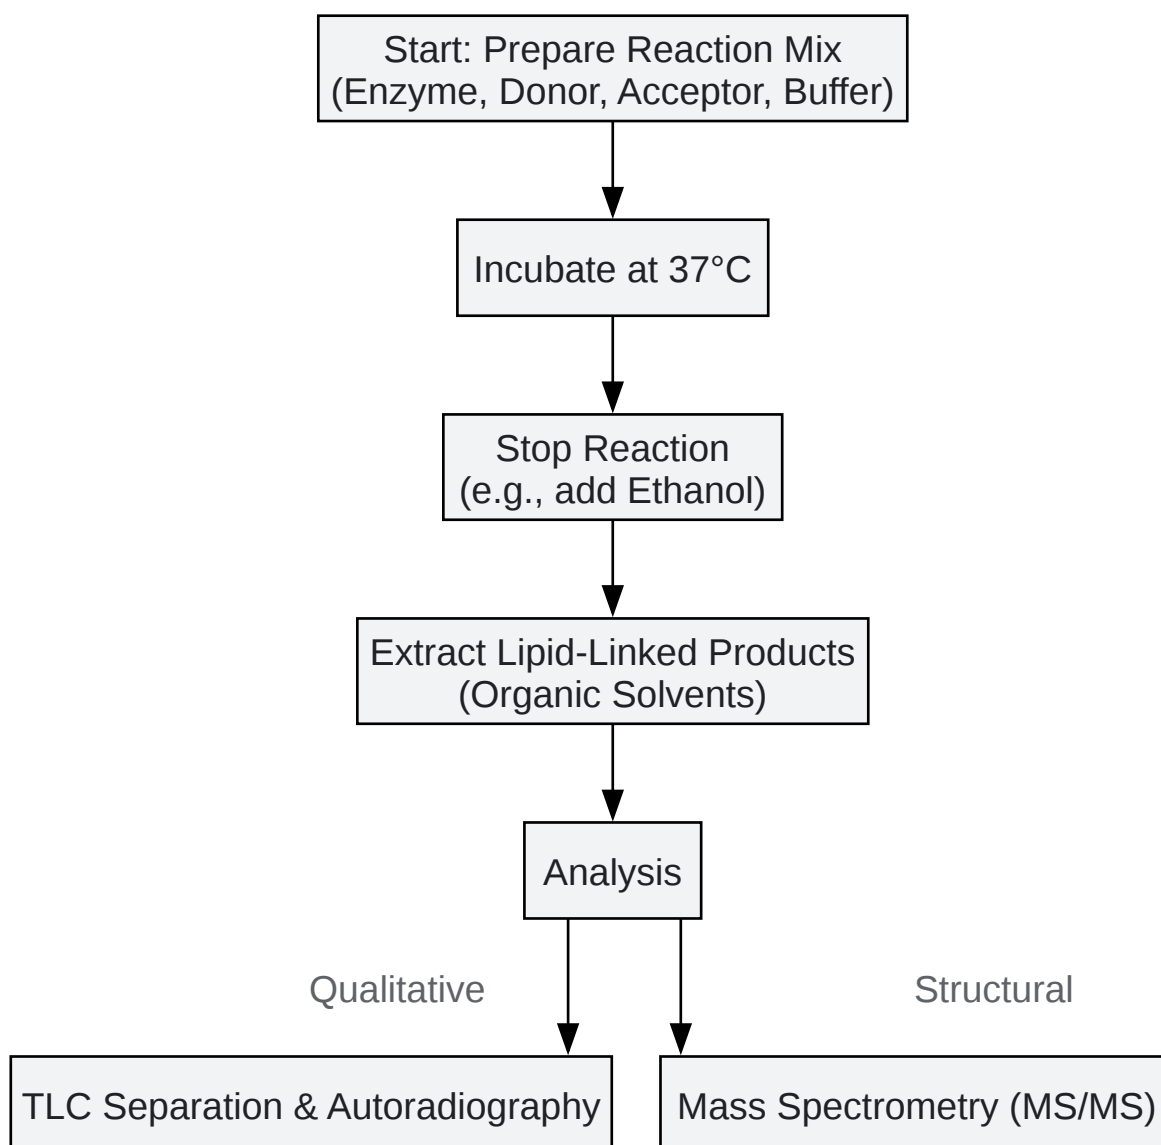 Start: Prepare Reaction Mix
(Enzyme, Donor, Acceptor, Buffer)
Incubate at 37°C
Stop Reaction
(e.g., add Ethanol)
Extract Lipid-Linked Products
(Organic Solvents)
Analysis
Qualitative
Structural
TLC Separation & Autoradiography
Mass Spectrometry (MS/MS)